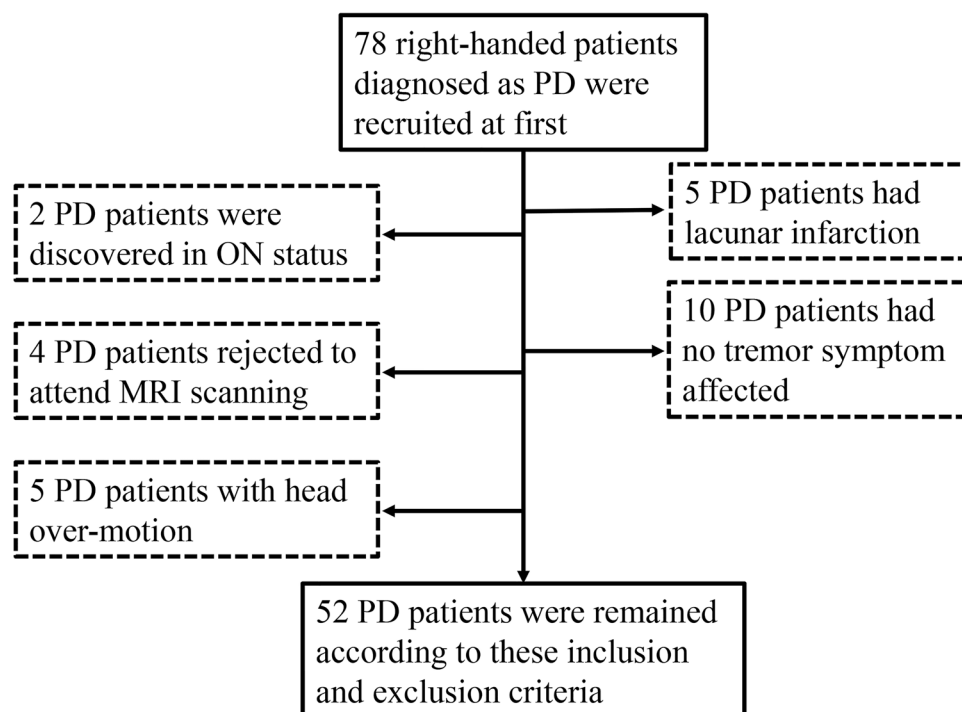 78 right-handed patients
diagnosed as PD were
recruited at first
5 PD patients had
lacunar infarction
2 PD patients were
discovered in ON status
10 PD patients had
no tremor symptom
affected
4 PD patients rejected to
attend MRI scanning
5 PD patients with head
over-motion
52 PD patients were remained
according to these inclusion
and exclusion criteria